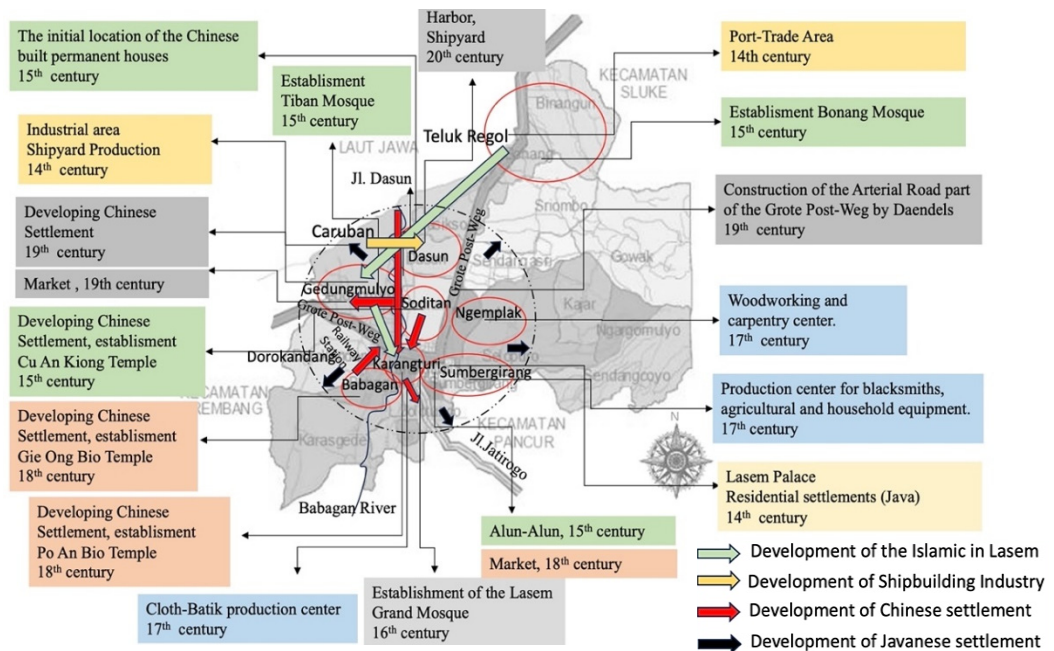 The initial location of the Chinese
built permanent houses
15th century
Harbor,
Shipyard
20th century
Port-Trade Area
14th century
Establisment
Tiban Mosque
15th century
Establisment Bonang Mosque
15th century
Industrial area
Shipyard Production
14th century
Construction of the Arterial Road part
of the Grote Post-Weg by Daendels
19th century
Developing Chinese
Settlement
19th century
Market , 19th century
Woodworking and
carpentry center.
17th century
Developing Chinese
Settlement, establisment
Cu An Kiong Temple
15th century
Production center for blacksmiths,
agricultural and household equipment.
17th century
Developing Chinese
Settlement, establisment
Gie Ong Bio Temple
18th century
Lasem Palace
Residential settlements (Java)
14th century
Developing Chinese
Settlement, establisment
Po An Bio Temple
18th century
Alun-Alun, 15th century
Market, 18th century
Cloth-Batik production center
17th century
Establishment of the Lasem
Grand Mosque
16th century
KECAMATAN
SLUKE
Binangun
Teluk Regol
LAUT JAWA
Jl. Dasun
Sriombo
Caruban
Dasun
Grote Post-Weg
Sendangasri
Gowak
Gedungmulyo
Soditan
Ngemplak
Kajar
Ngargomulyo
Grote Post-Weg
Railway
Station
Dorokandang
Karangturi
Sumbergirang
Sendangcoyo
Babagan
REMBANG
Karasgede
KECAMATAN
PANCUR
Jl.Jatirogo
Babagan River
N
Development of the Islamic in Lasem
Development of Shipbuilding Industry
Development of Chinese settlement
Development of Javanese settlement